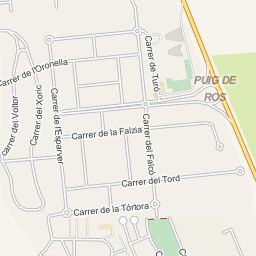 Carrer de l'Oronella
Carrer de Turó
PUIG DE
ROS
Carrer del Voltor
Carrer del Xoric
Carrer de l'Esparver
Carrer de la Falzia
Carrer del Falcó
Carrer del Tord
Carrer de la Tórtora